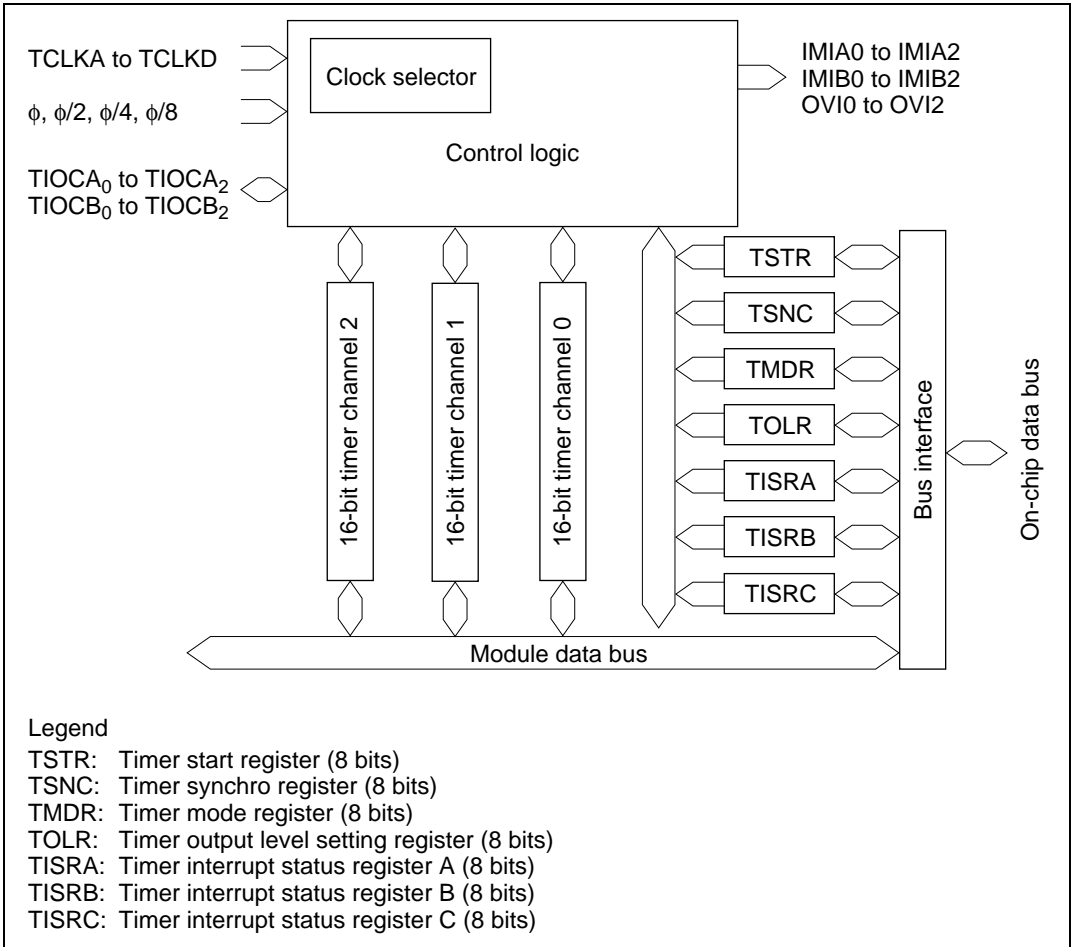 TCLKA to TCLKD
ϕ, ϕ/2, ϕ/4, ϕ/8
TIOCA0 to TIOCA2
TIOCB0 to TIOCB2
Clock selector
Control logic
IMIA0 to IMIA2
IMIB0 to IMIB2
OVI0 to OVI2
16-bit timer channel 2
16-bit timer channel 1
16-bit timer channel 0
TSTR
TSNC
TMDR
TOLR
TISRA
TISRB
TISRC
Bus interface
On-chip data bus
Module data bus
Legend
TSTR: Timer start register (8 bits)
TSNC: Timer synchro register (8 bits)
TMDR: Timer mode register (8 bits)
TOLR: Timer output level setting register (8 bits)
TISRA: Timer interrupt status register A (8 bits)
TISRB: Timer interrupt status register B (8 bits)
TISRC: Timer interrupt status register C (8 bits)